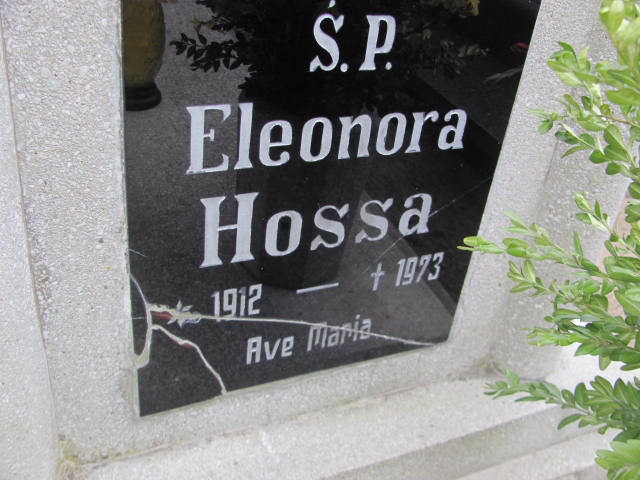 Ś.P.
Eleonora
Hossa
1912 — † 1973
Ave Maria